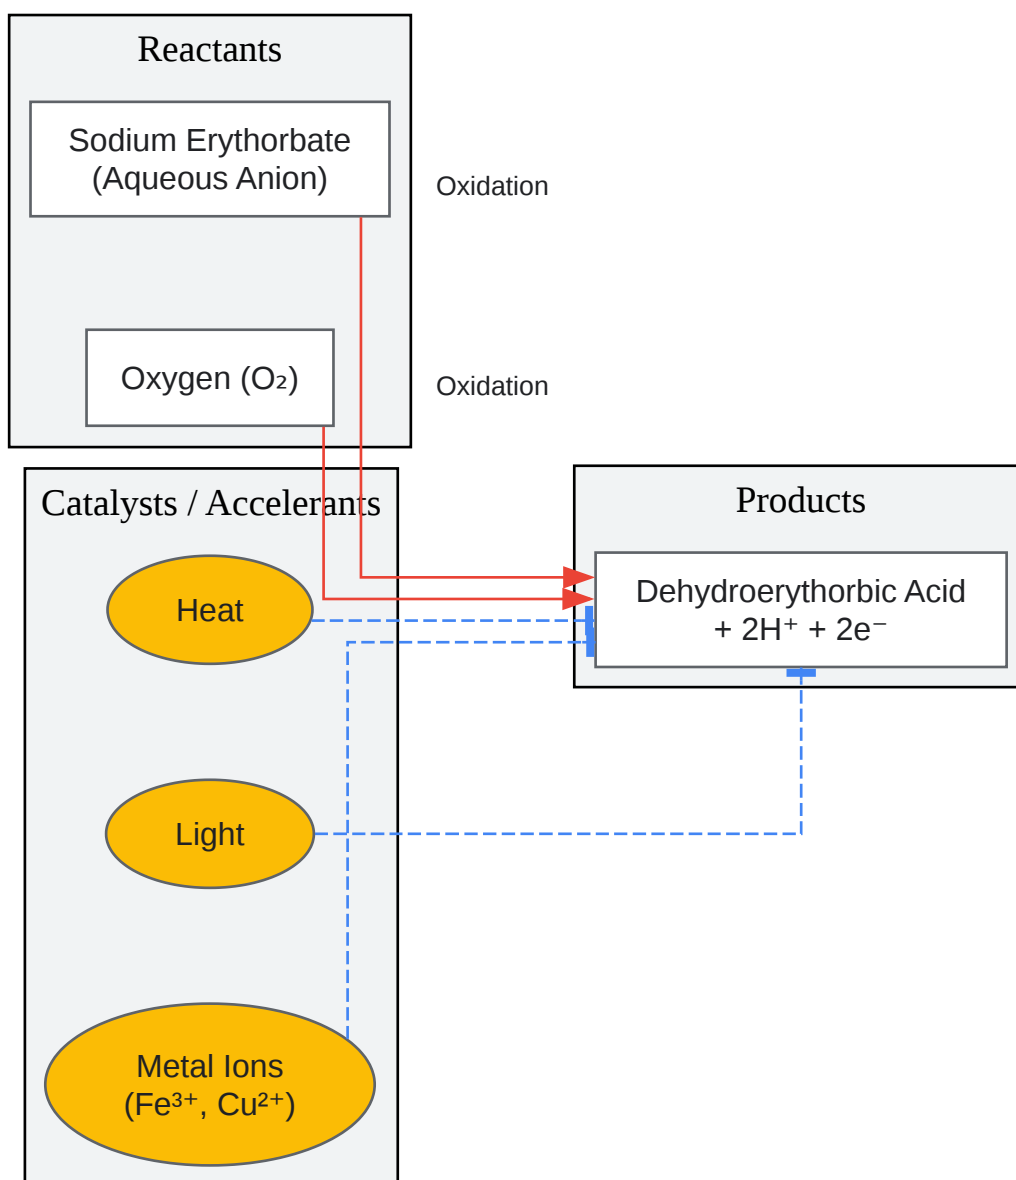 Reactants
Sodium Erythorbate
(Aqueous Anion)
Oxidation
Oxygen (O₂)
Oxidation
Catalysts / Accelerants
Products
Heat
Dehydroerythorbic Acid
+ 2H⁺ + 2e⁻
Light
Metal Ions
(Fe³⁺, Cu²⁺)